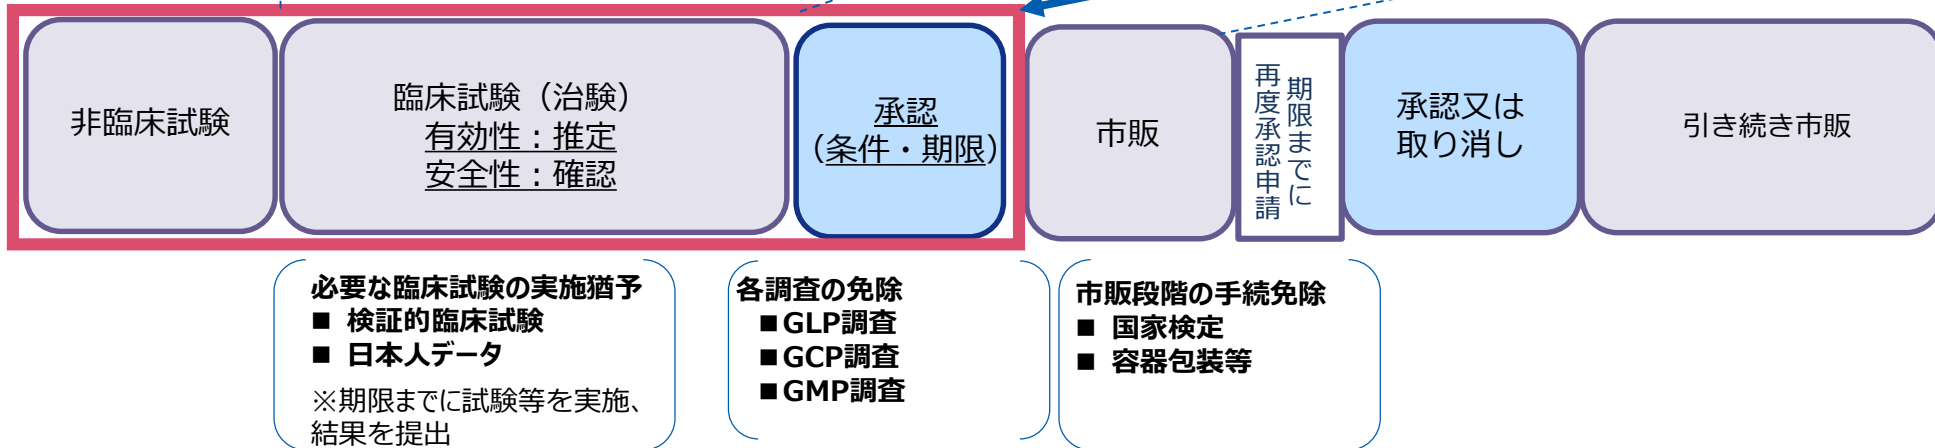 非臨床試験
臨床試験（治験）
有効性：推定
安全性：確認
承認
（条件・期限）
市販
期限までに
再度承認申請
承認又は
取り消し
引き続き市販
必要な臨床試験の実施猶予
■ 検証的臨床試験
■ 日本人データ
※期限までに試験等を実施、
結果を提出
各調査の免除
■GLP調査
■GCP調査
■GMP調査
市販段階の手続免除
■ 国家検定
■ 容器包装等